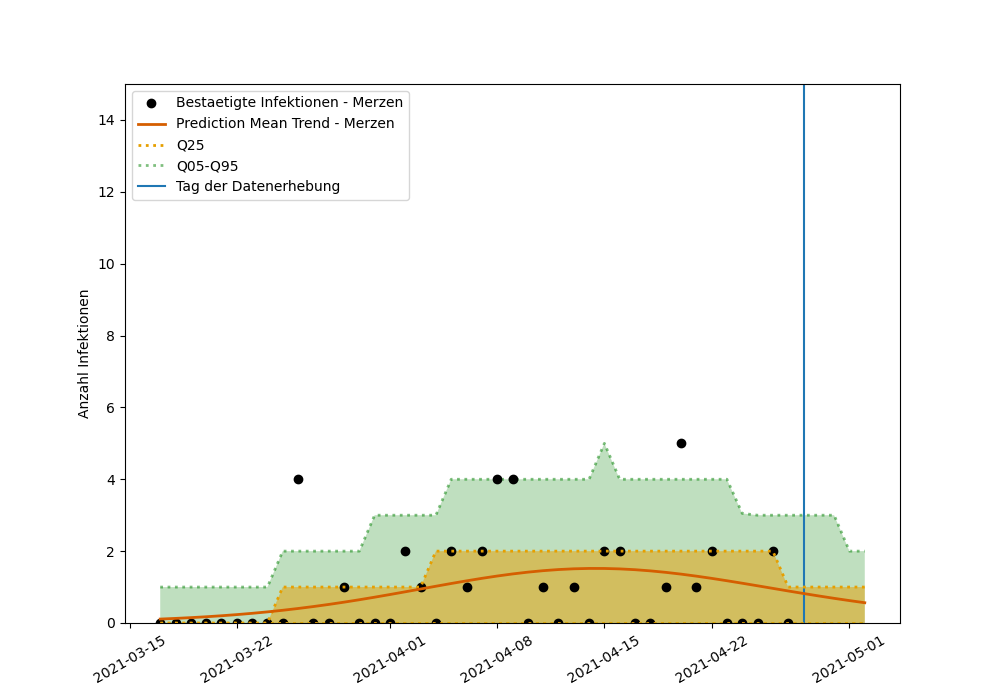 Bestaetigte Infektionen - Merzen
Prediction Mean Trend - Merzen
Q25
Q05-Q95
Tag der Datenerhebung
Anzahl Infektionen
14
12
10
8
6
4
2
0
2021-03-15
2021-03-22
2021-04-01
2021-04-08
2021-04-15
2021-04-22
2021-05-01